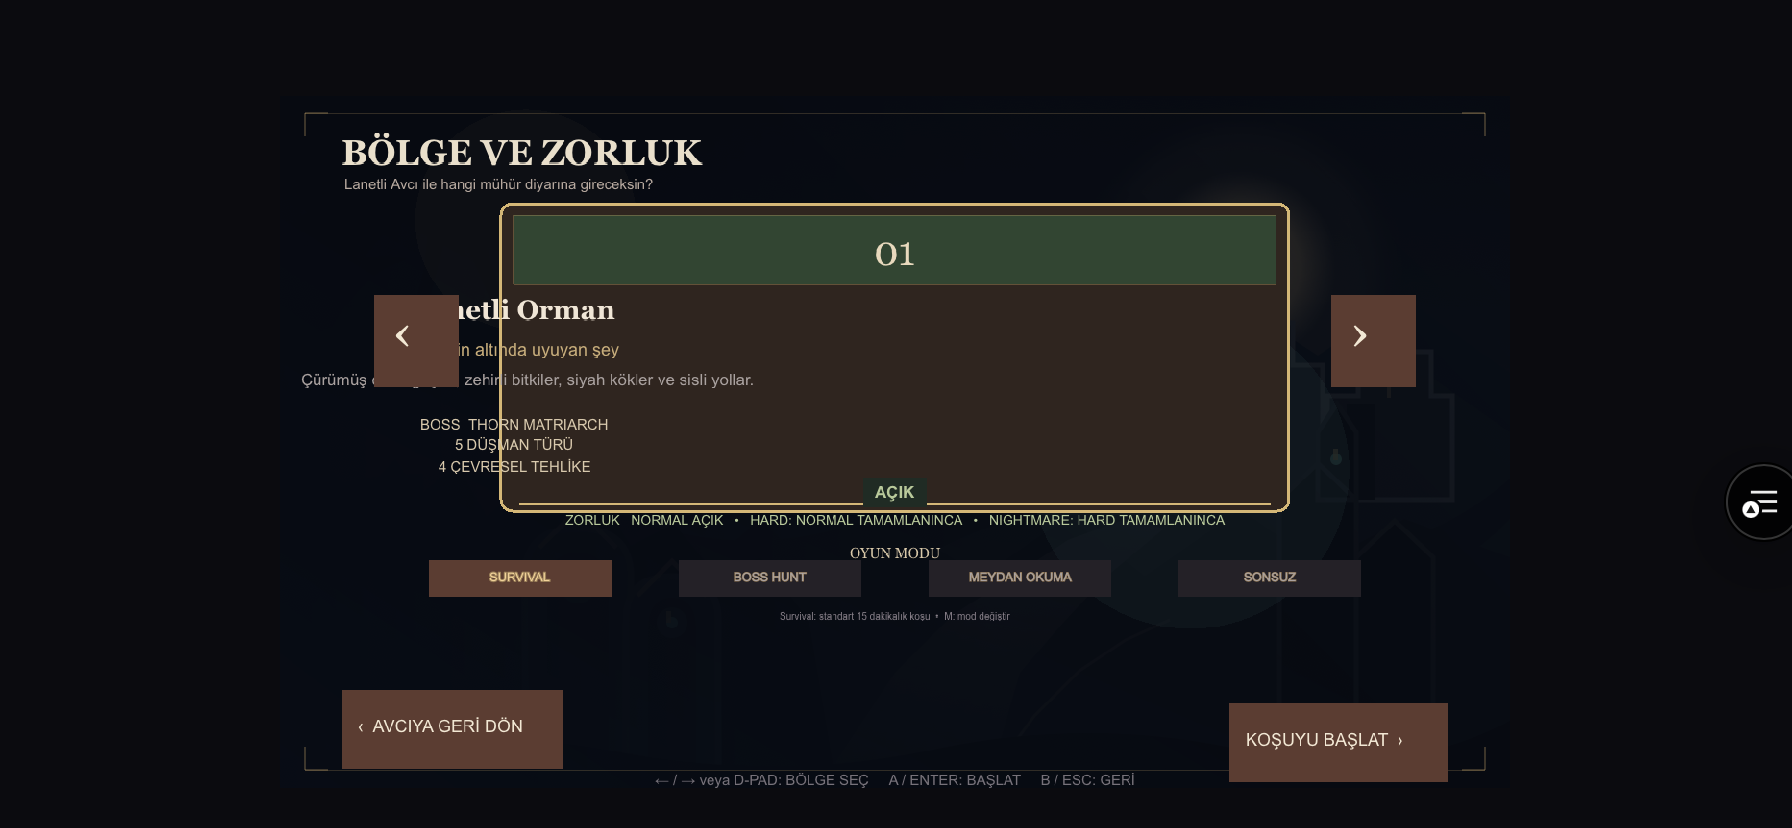 BÖLGE VE ZORLUK
Lanetli Avcı ile hangi mühür diyarına gireceksin?
01
‹
netli Orman
›
in altında uyuyan şey
Çürümüş zehirli bitkiler, siyah kökler ve sisli yollar.
BOSS THORN MATRIARCH
5 DÜŞMAN TÜRÜ
4 ÇEVRESEL TEHLİKE
AÇIK
ZORLUK NORMAL AÇIK • HARD: NORMAL TAMAMLANINCA • NIGHTMARE: HARD TAMAMLANINCA
OYUN MODU
SURVIVAL BOSS HUNT MEYDAN OKUMA SONSUZ
Survival: standart 15 dakikalık koşu • M: mod değiştir
‹ AVCIYA GERİ DÖN
KOŞUYU BAŞLAT ›
← / → veya D-PAD: BÖLGE SEÇ A / ENTER: BAŞLAT B / ESC: GERİ